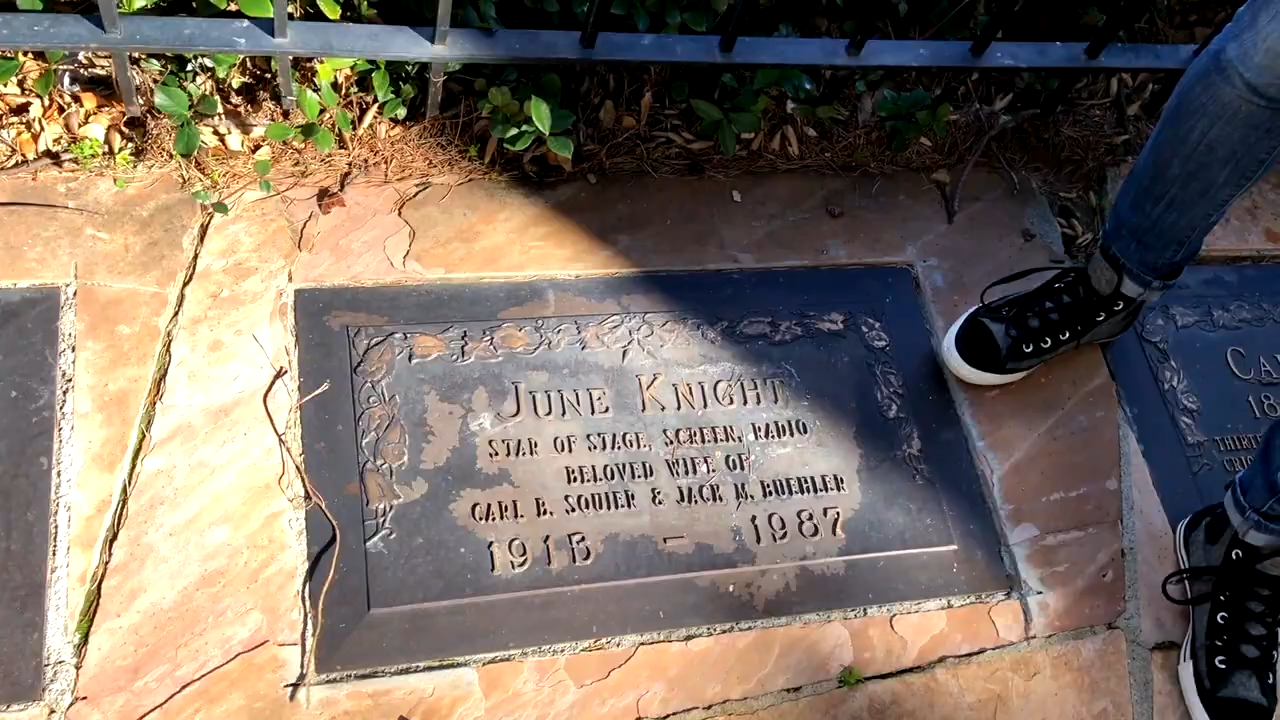 JUNE KNIGHT
STAR OF STAGE, SCREEN, RADIO
BELOVED WIFE OF
CARL B. SQUIER & JACK M. BUEHLER
1913 – 1987